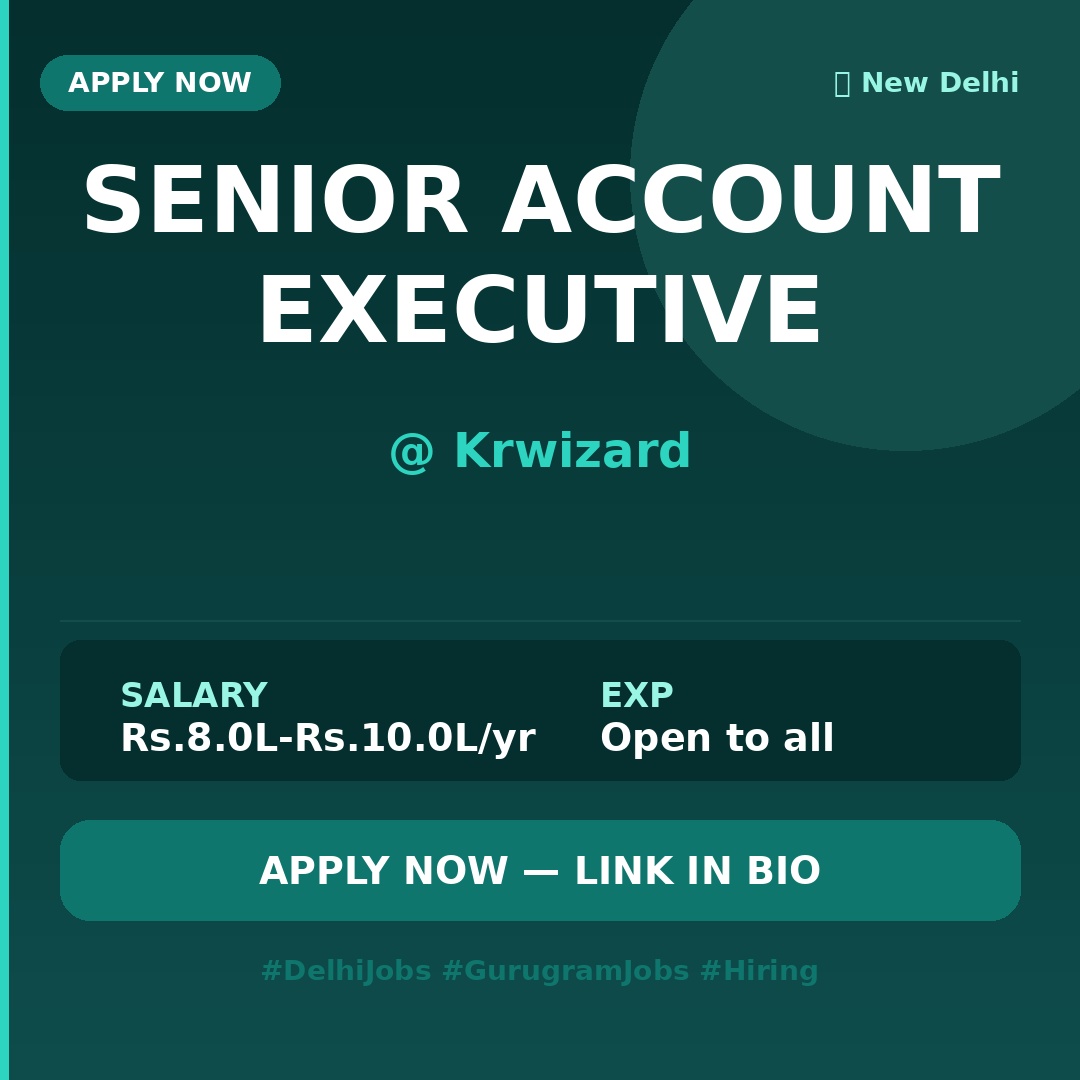 APPLY NOW
▯ New Delhi
SENIOR ACCOUNT
EXECUTIVE
@ Krwizard
SALARY
Rs.8.0L-Rs.10.0L/yr
EXP
Open to all
APPLY NOW — LINK IN BIO
#DelhiJobs #GurugramJobs #Hiring